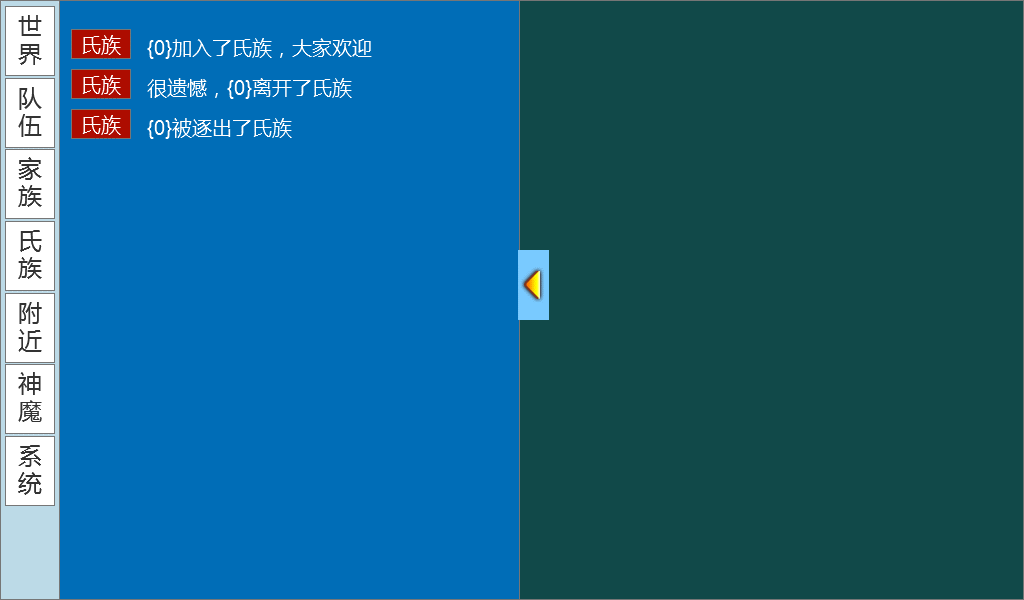 世界
队伍
家族
氏族
附近
神魔
系统
氏族 {0}加入了氏族，大家欢迎
氏族 很遗憾，{0}离开了氏族
氏族 {0}被逐出了氏族